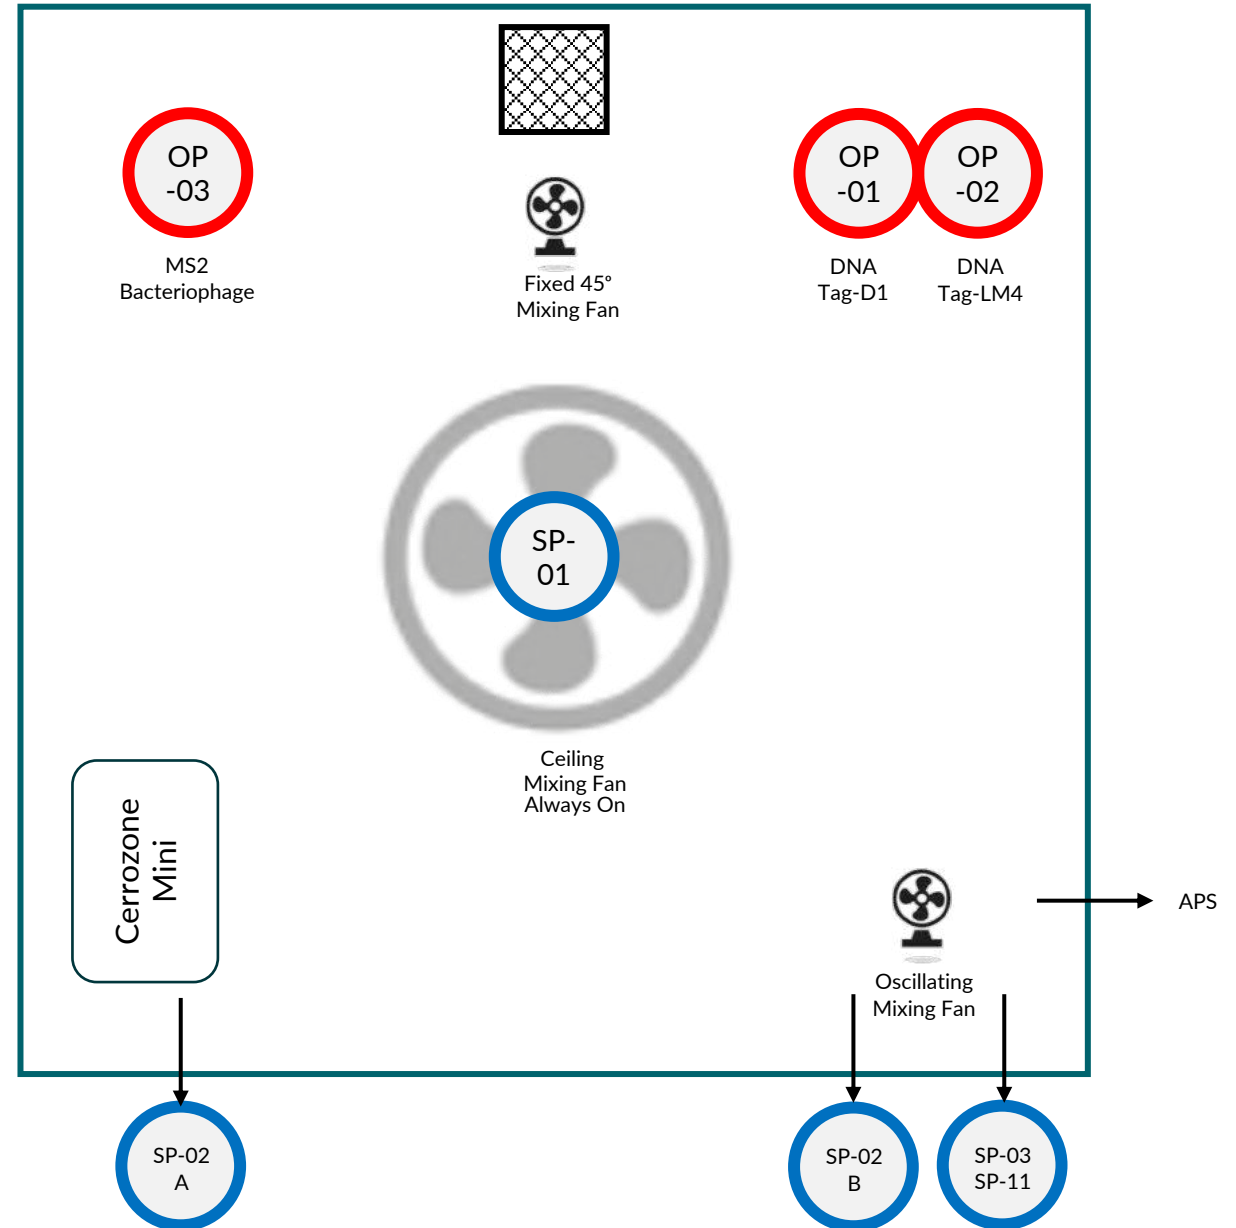 OP
-03
OP
-01
OP
-02
MS2
Bacteriophage
Fixed 45º
Mixing Fan
DNA
Tag-D1
DNA
Tag-LM4
SP-
01
Ceiling
Mixing Fan
Always On
Cerrozone
Mini
APS
Oscillating
Mixing Fan
SP-02
A
SP-02
B
SP-03
SP-11